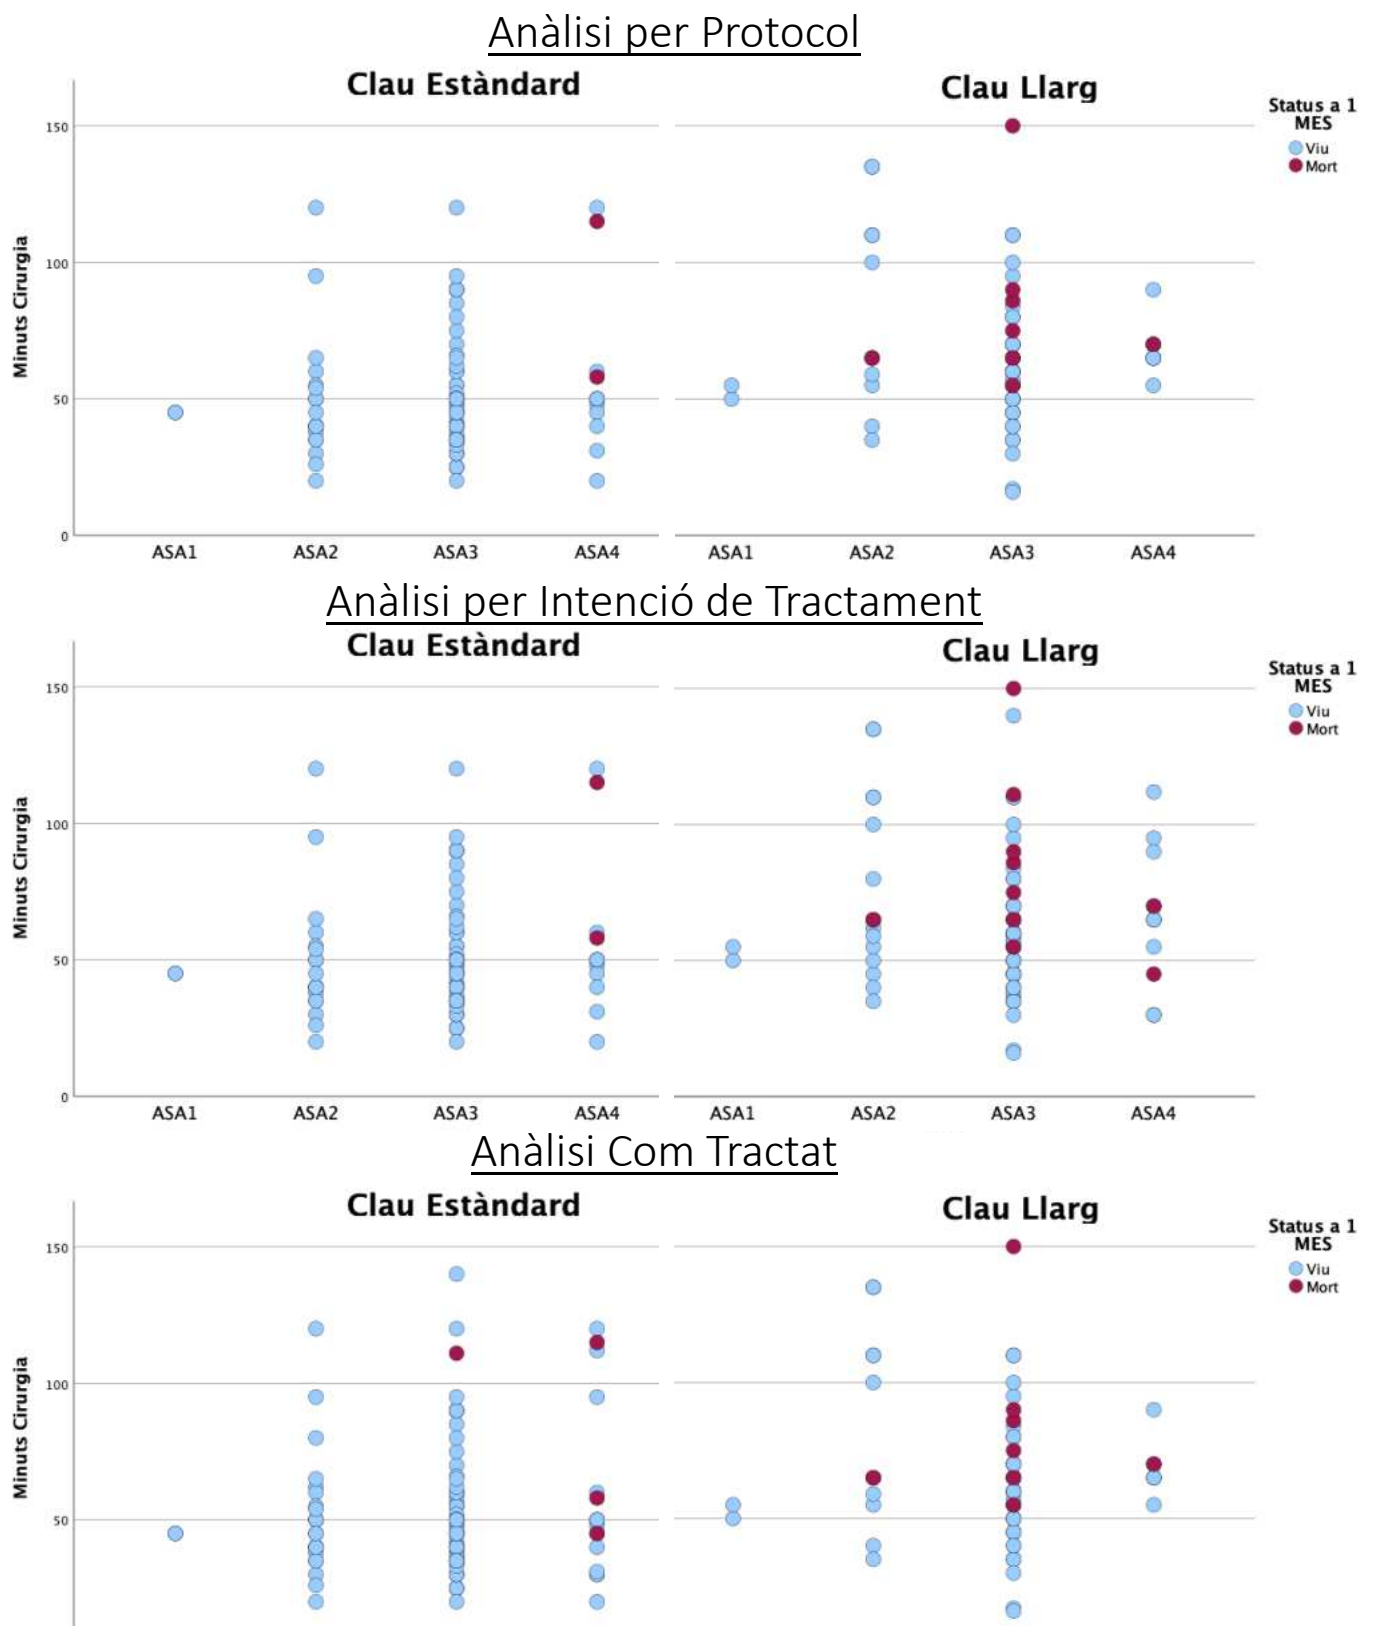 Anàlisi per Protocol
Clau Estàndard
Clau Llarg
Status a 1
MES
Viu
Mort
Minuts Cirurgia
150
100
50
0
ASA1 ASA2 ASA3 ASA4 ASA1 ASA2 ASA3 ASA4
Anàlisi per Intenció de Tractament
Clau Estàndard
Clau Llarg
Status a 1
MES
Viu
Mort
Minuts Cirurgia
150
100
50
0
ASA1 ASA2 ASA3 ASA4 ASA1 ASA2 ASA3 ASA4
Anàlisi Com Tractat
Clau Estàndard
Clau Llarg
Status a 1
MES
Viu
Mort
Minuts Cirurgia
150
100
50